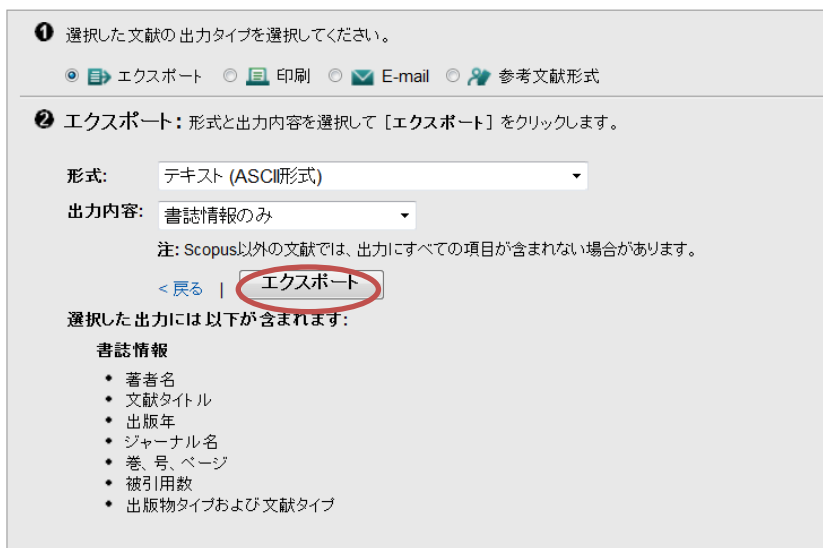 ❶ 選択した文献の出力タイプを選択してください。
エクスポート 印刷 E-mail 参考文献形式
❷ エクスポート：形式と出力内容を選択して［エクスポート］をクリックします。
形式: テキスト (ASCII形式)
出力内容: 書誌情報のみ
注: Scopus以外の文献では、出力にすべての項目が含まれない場合があります。
< 戻る | エクスポート
選択した出力には以下が含まれます:
書誌情報
• 著者名
• 文献タイトル
• 出版年
• ジャーナル名
• 巻、号、ページ
• 被引用数
• 出版物タイプおよび文献タイプ